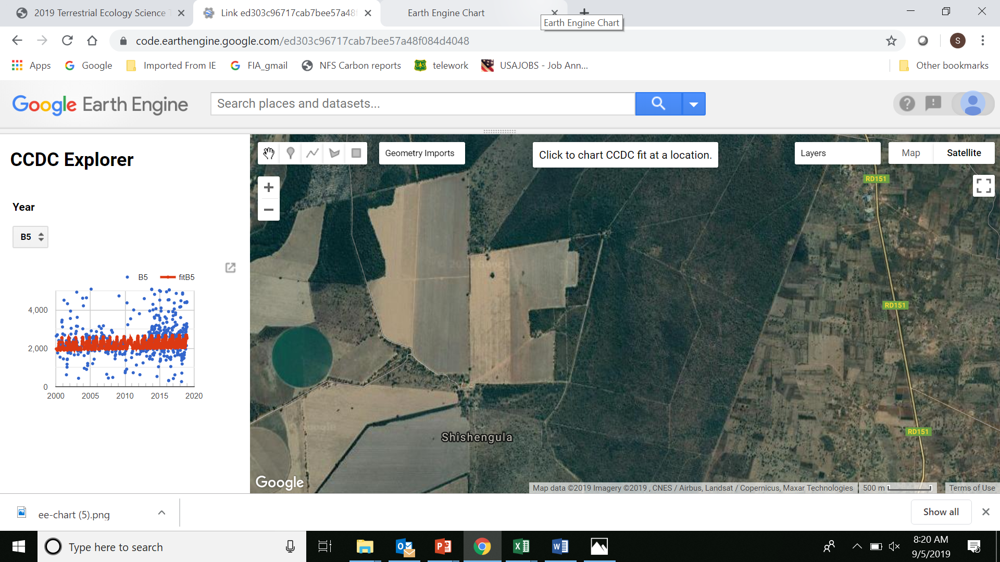 2019 Terrestrial Ecology Science
Link ed303c96717cab7bee57a48f
Earth Engine Chart
Earth Engine Chart
code.earthengine.google.com/ed303c96717cab7bee57a48f084d4048
S
Apps
Google
Imported From IE
FIA_gmail
NFS Carbon reports
telework
USAJOBS - Job Ann...
Other bookmarks
Google Earth Engine
Search places and datasets...
CCDC Explorer
Year
B5
B5
fitB5
4,000
2,000
0
2000
2005
2010
2015
2020
Geometry Imports
Click to chart CCDC fit at a location.
Layers
Map
Satellite
RD151
RD151
RD151
Shishengula
Google
Map data ©2019 Imagery ©2019 , CNES / Airbus, Landsat / Copernicus, Maxar Technologies
500 m
Terms of Use
ee-chart (5).png
Show all
Type here to search
8:20 AM
9/5/2019